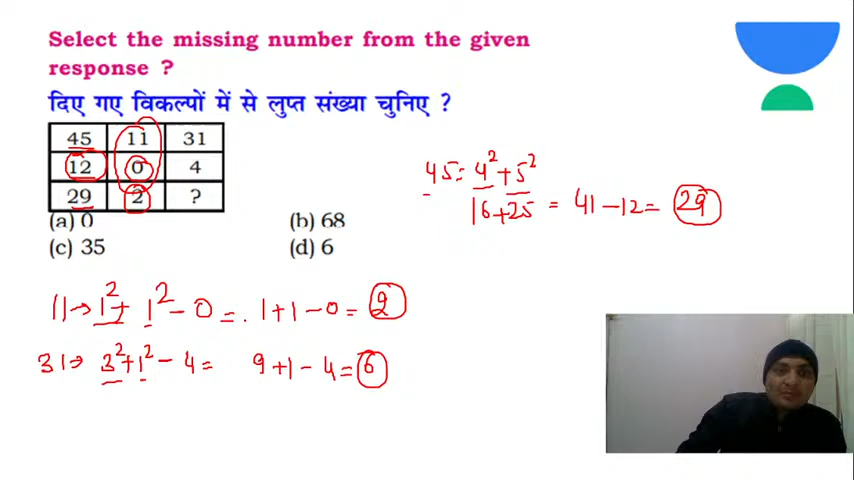 Select the missing number from the given
response ?
दिए गए विकल्पों में से लुप्त संख्या चुनिए ?
45 11 31
12 0 4
29 2 ?
(a) 0 (b) 68
(c) 35 (d) 6
45 = 4² + 5²
16 + 25 = 41 - 12 = 29
11 → 1² + 1² - 0 = . 1 + 1 - 0 = 2
31 → 3² + 1² - 4 = 9 + 1 - 4 = 6